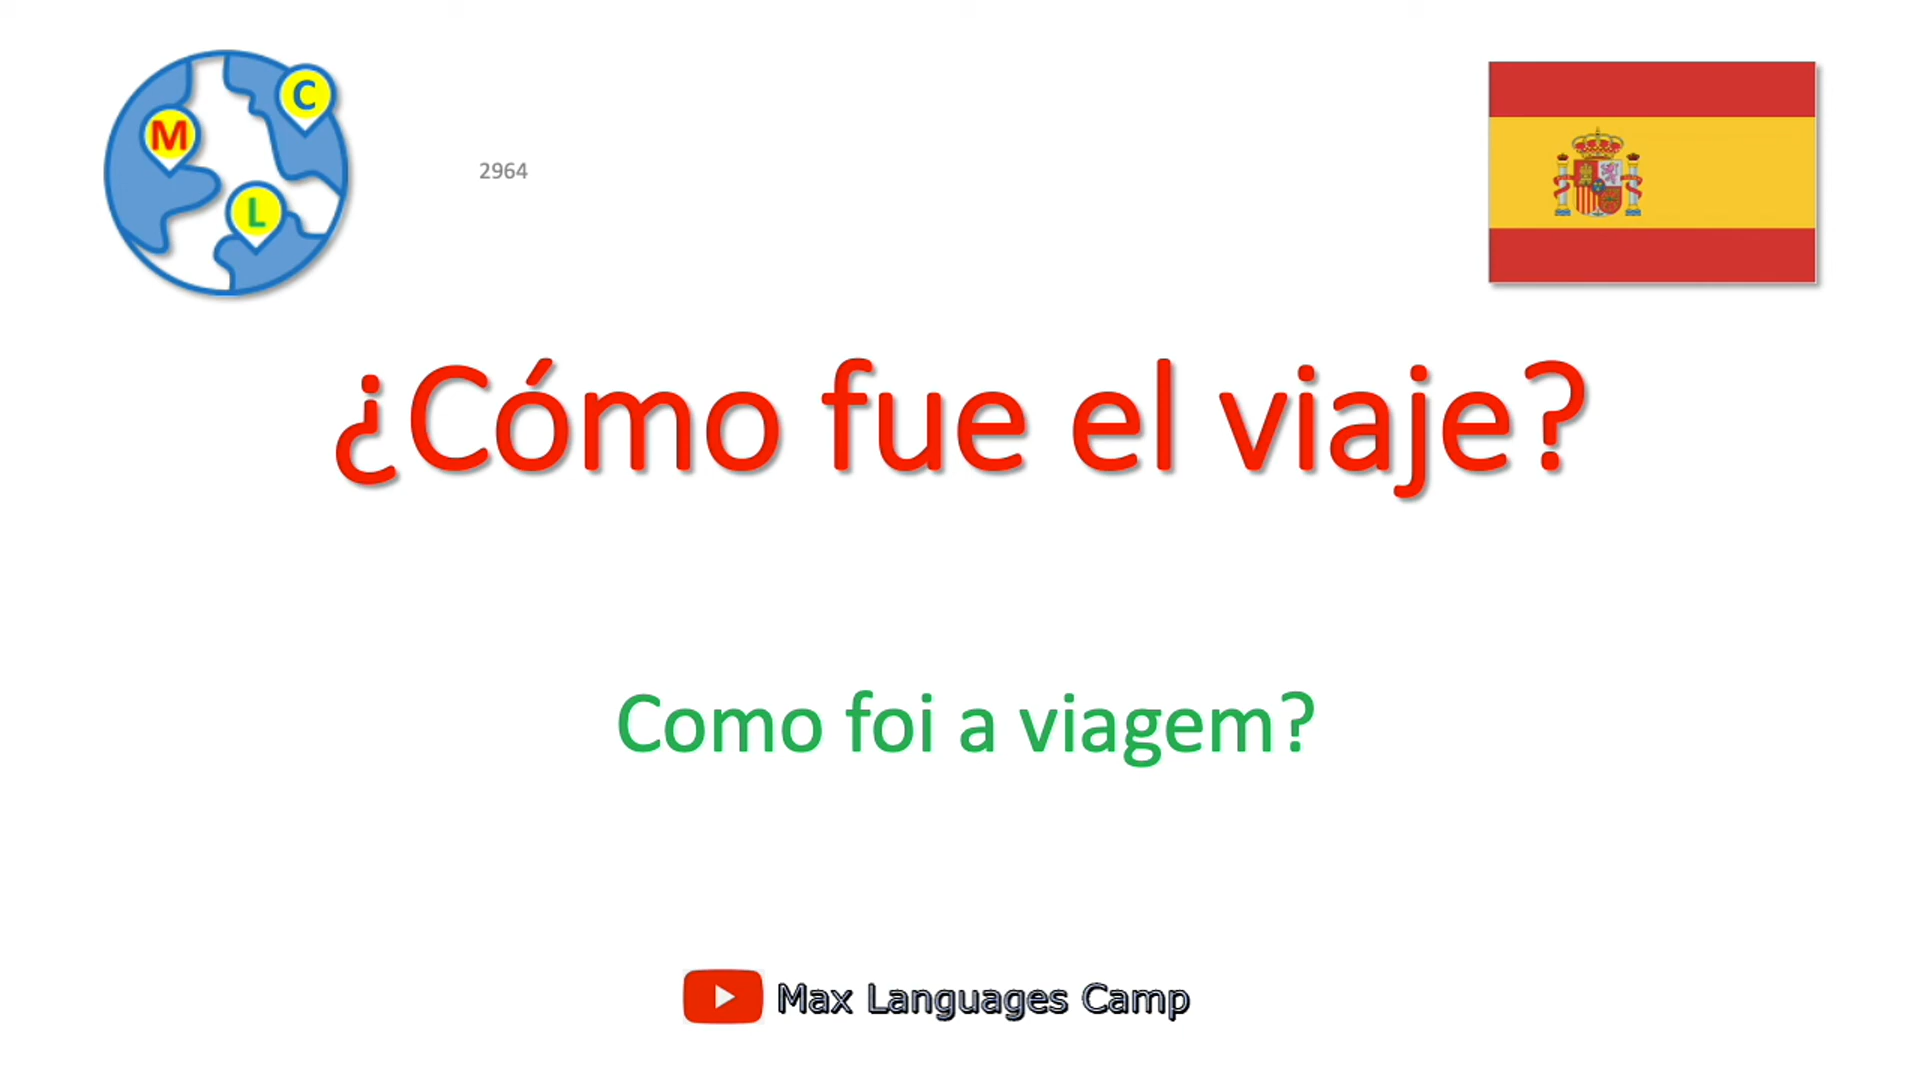 M
C
L
2964
¿Cómo fue el viaje?
Como foi a viagem?
Max Languages Camp